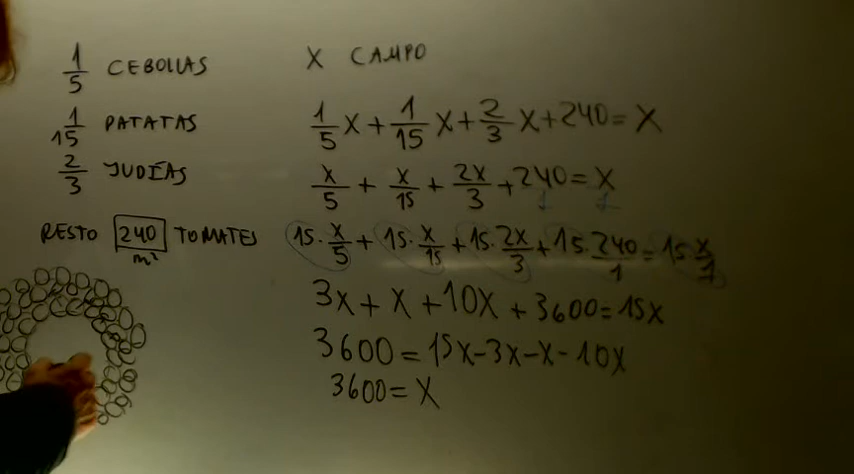 1/5 CEBOLLAS
1/15 PATATAS
2/3 JUDÍAS
RESTO 240 m² TOMATES
X CAMPO
1/5 X + 1/15 X + 2/3 X + 240 = X
X/5 + X/15 + 2X/3 + 240 = X
15·X/5 + 15·X/15 + 15·2X/3 + 15·240/1 = 15 X/1
3X + X + 10X + 3600 = 15X
3600 = 15X - 3X - X - 10X
3600 = X